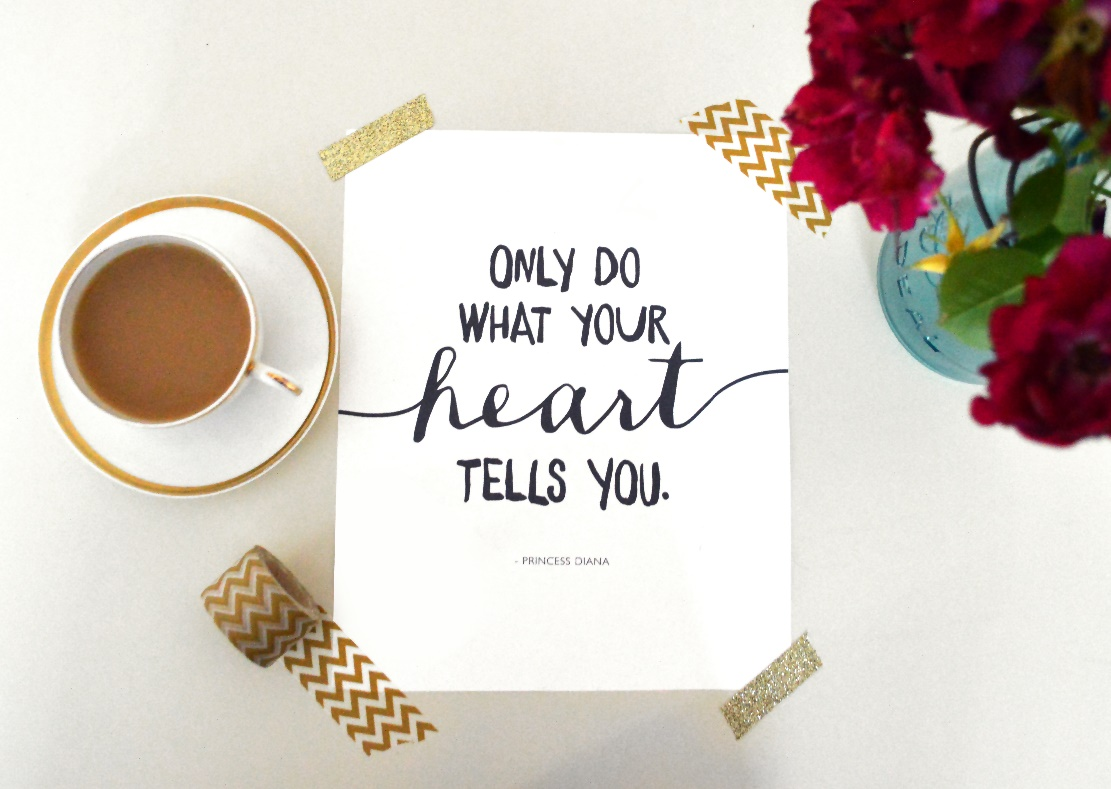 ONLY DO
WHAT YOUR
heart
TELLS YOU.
- PRINCESS DIANA